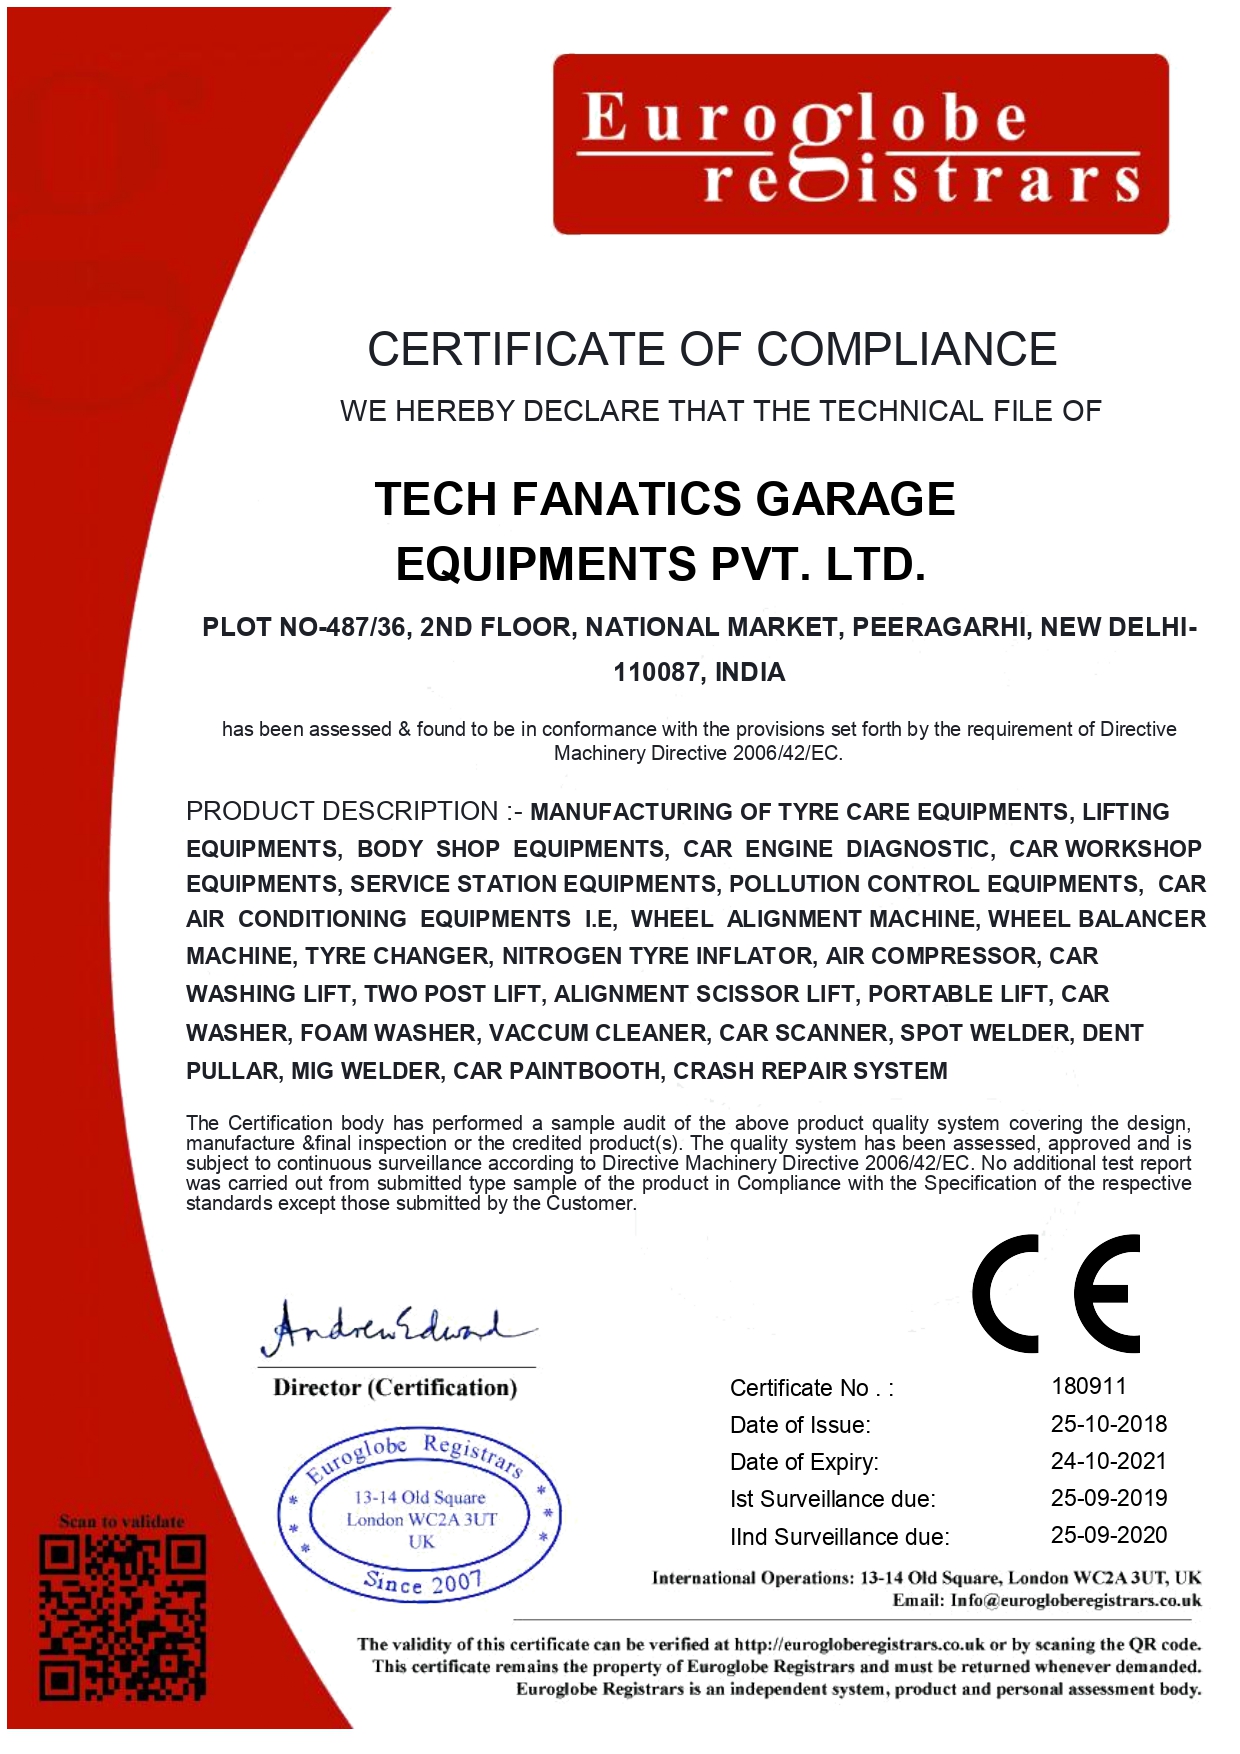 Euroglobe
registrars
CERTIFICATE OF COMPLIANCE
WE HEREBY DECLARE THAT THE TECHNICAL FILE OF
TECH FANATICS GARAGE
EQUIPMENTS PVT. LTD.
PLOT NO-487/36, 2ND FLOOR, NATIONAL MARKET, PEERAGARHI, NEW DELHI-
110087, INDIA
has been assessed & found to be in conformance with the provisions set forth by the requirement of Directive
Machinery Directive 2006/42/EC.
PRODUCT DESCRIPTION :- MANUFACTURING OF TYRE CARE EQUIPMENTS, LIFTING
EQUIPMENTS, BODY SHOP EQUIPMENTS, CAR ENGINE DIAGNOSTIC, CAR WORKSHOP
EQUIPMENTS, SERVICE STATION EQUIPMENTS, POLLUTION CONTROL EQUIPMENTS, CAR
AIR CONDITIONING EQUIPMENTS I.E, WHEEL ALIGNMENT MACHINE, WHEEL BALANCER
MACHINE, TYRE CHANGER, NITROGEN TYRE INFLATOR, AIR COMPRESSOR, CAR
WASHING LIFT, TWO POST LIFT, ALIGNMENT SCISSOR LIFT, PORTABLE LIFT, CAR
WASHER, FOAM WASHER, VACCUM CLEANER, CAR SCANNER, SPOT WELDER, DENT
PULLAR, MIG WELDER, CAR PAINTBOOTH, CRASH REPAIR SYSTEM
The Certification body has performed a sample audit of the above product quality system covering the design,
manufacture &final inspection or the credited product(s). The quality system has been assessed, approved and is
subject to continuous surveillance according to Directive Machinery Directive 2006/42/EC. No additional test report
was carried out from submitted type sample of the product in Compliance with the Specification of the respective
standards except those submitted by the Customer.
CE
Andrew Edward
Director (Certification)
Certificate No . : 180911
Date of Issue: 25-10-2018
Date of Expiry: 24-10-2021
Ist Surveillance due: 25-09-2019
IInd Surveillance due: 25-09-2020
Euroglobe Registrars
13-14 Old Square
London WC2A 3UT
UK
Since 2007
Scan to validate
International Operations: 13-14 Old Square, London WC2A 3UT, UK
Email: Info@eurogloberegistrars.co.uk
The validity of this certificate can be verified at http://eurogloberegistrars.co.uk or by scaning the QR code.
This certificate remains the property of Euroglobe Registrars and must be returned whenever demanded.
Euroglobe Registrars is an independent system, product and personal assessment body.